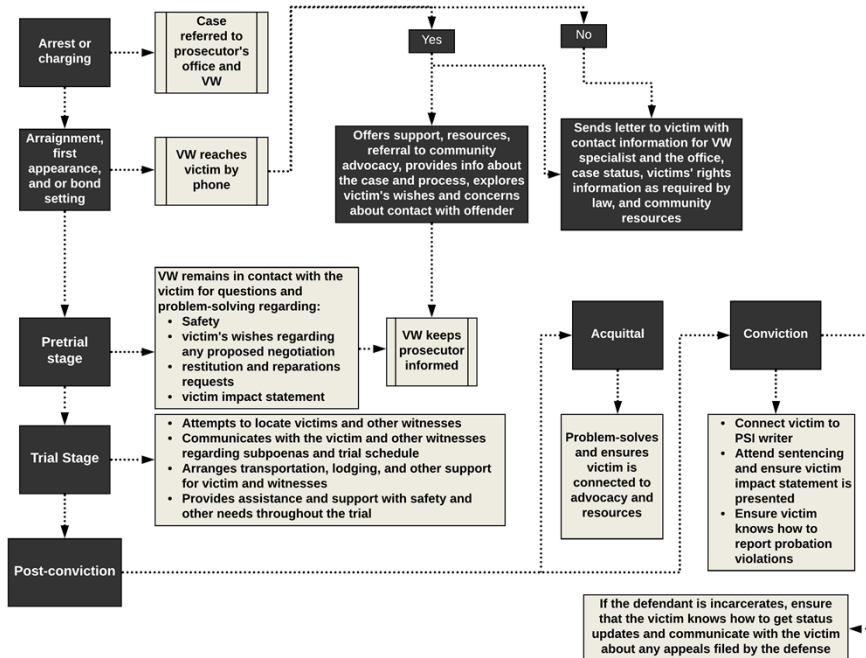 Arrest or
charging
Case
referred to
prosecutor's
office and
VW
Yes
No
Arraignment,
first
appearance,
and or bond
setting
VW reaches
victim by
phone
Offers support, resources,
referral to community
advocacy, provides info about
the case and process, explores
victim's wishes and concerns
about contact with offender
Sends letter to victim with
contact information for VW
specialist and the office,
case status, victims' rights
information as required by
law, and community
resources
Pretrial
stage
VW remains in contact with the
victim for questions and
problem-solving regarding:
• Safety
• victim's wishes regarding
any proposed negotiation
• restitution and reparations
requests
• victim impact statement
VW keeps
prosecutor
informed
Acquittal
Conviction
Trial Stage
• Attempts to locate victims and other witnesses
• Communicates with the victim and other witnesses
regarding subpoenas and trial schedule
• Arranges transportation, lodging, and other support
for victim and witnesses
• Provides assistance and support with safety and
other needs throughout the trial
Problem-solves
and ensures
victim is
connected to
advocacy and
resources
• Connect victim to
PSI writer
• Attend sentencing
and ensure victim
impact statement is
presented
• Ensure victim
knows how to
report probation
violations
Post-conviction
If the defendant is incarcerates, ensure
that the victim knows how to get status
updates and communicate with the victim
about any appeals filed by the defense